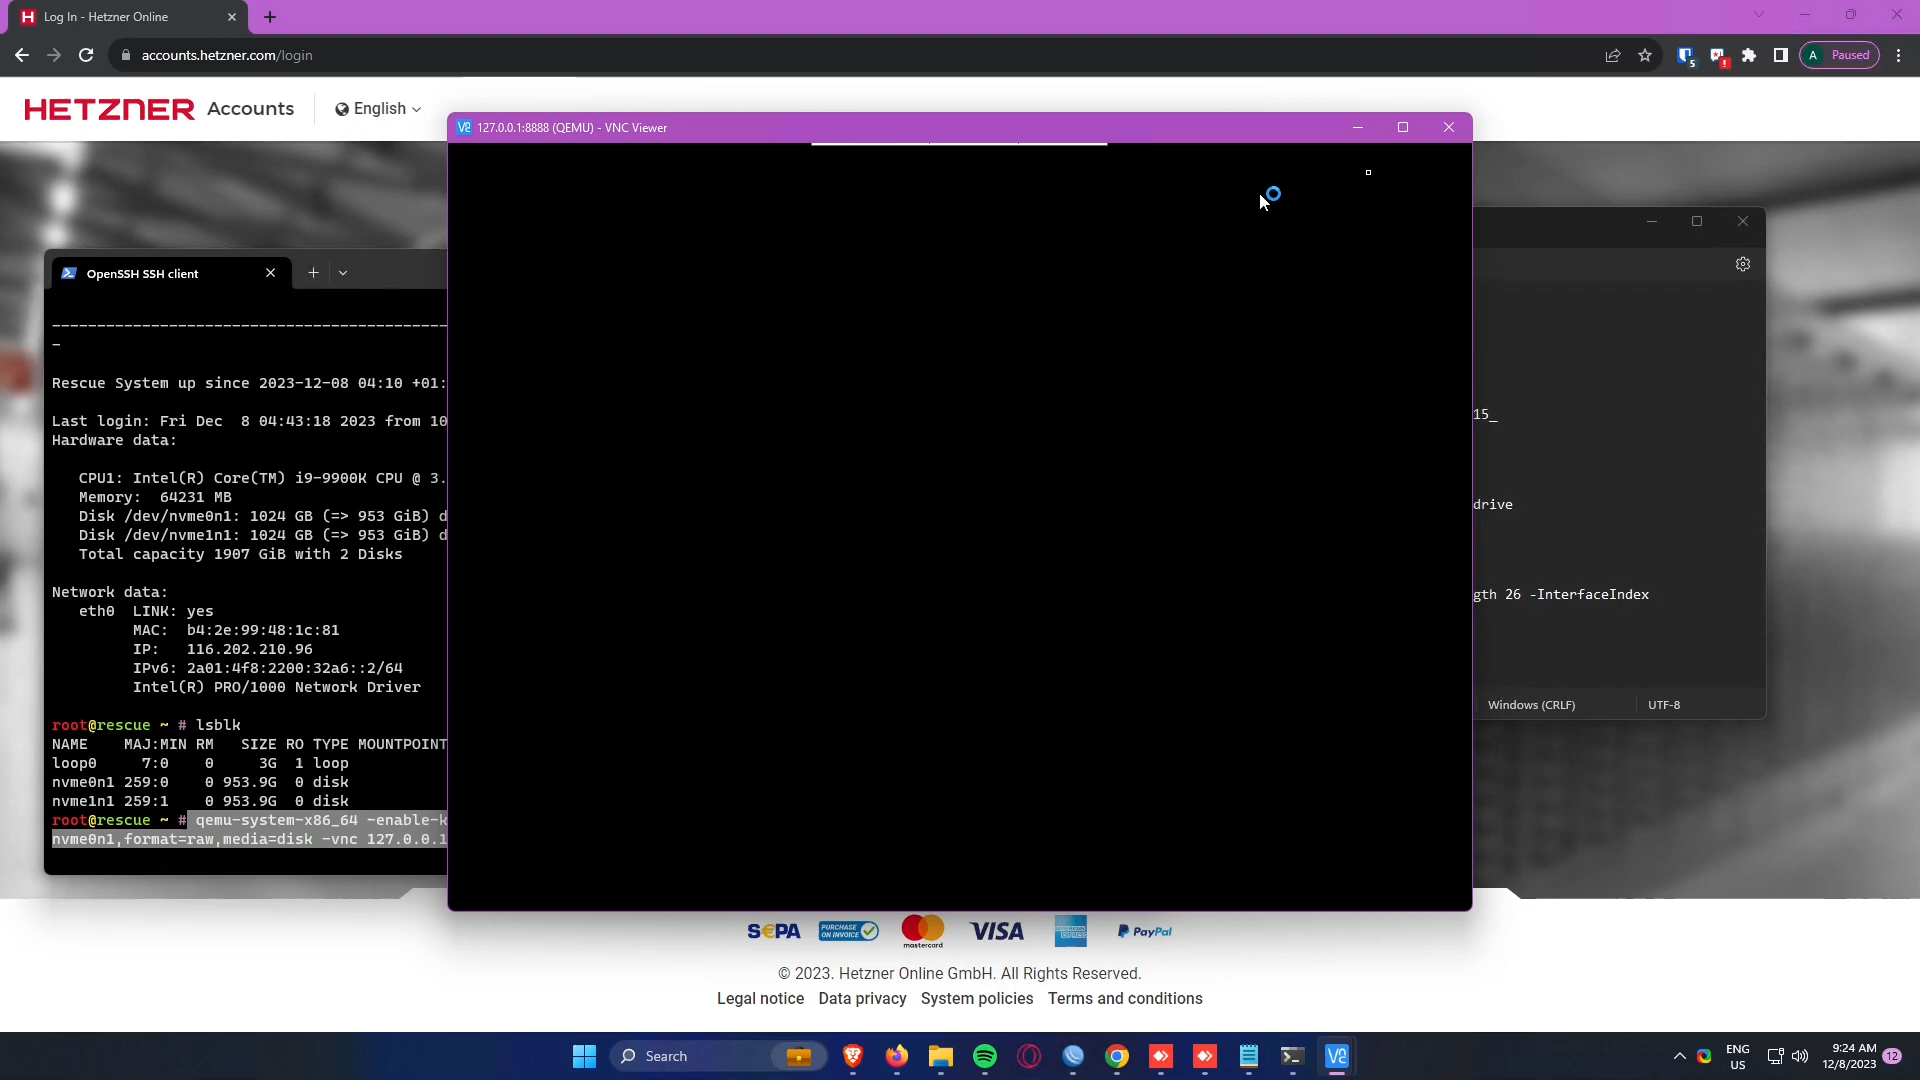 Log In - Hetzner Online
accounts.hetzner.com/login
5
A Paused
HETZNER Accounts
English
V2 127.0.0.1:8888 (QEMU) - VNC Viewer
OpenSSH SSH client
Rescue System up since 2023-12-08 04:10 +01:
Last login: Fri Dec  8 04:43:18 2023 from 10
Hardware data:
CPU1: Intel(R) Core(TM) i9-9900K CPU @ 3.
Memory:  64231 MB
Disk /dev/nvme0n1: 1024 GB (=> 953 GiB) d
Disk /dev/nvme1n1: 1024 GB (=> 953 GiB) d
Total capacity 1907 GiB with 2 Disks
Network data:
eth0  LINK: yes
MAC:  b4:2e:99:48:1c:81
IP:   116.202.210.96
IPv6: 2a01:4f8:2200:32a6::2/64
Intel(R) PRO/1000 Network Driver
root@rescue ~ # lsblk
NAME    MAJ:MIN RM   SIZE RO TYPE MOUNTPOINT
loop0     7:0    0     3G  1 loop
nvme0n1 259:0    0 953.9G  0 disk
nvme1n1 259:1    0 953.9G  0 disk
root@rescue ~ # qemu-system-x86_64 -enable-k
nvme0n1,format=raw,media=disk -vnc 127.0.0.1
15_
drive
gth 26 -InterfaceIndex
Windows (CRLF)
UTF-8
SEPA
PURCHASE ON INVOICE
mastercard
VISA
PayPal
© 2023. Hetzner Online GmbH. All Rights Reserved.
Legal notice Data privacy System policies Terms and conditions
Search
V2
ENG
US
9:24 AM
12/8/2023
12